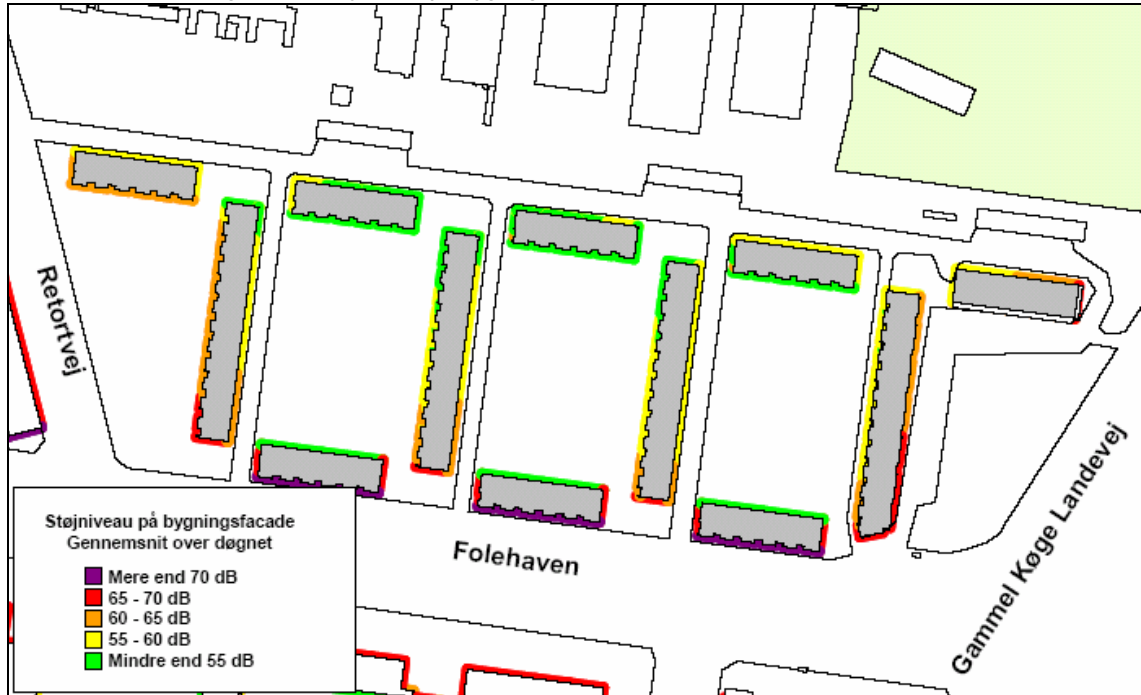 Retortvej
Folehaven
Gammel Køge Landevej
Støjniveau på bygningsfacade
Gennemsnit over døgnet
Mere end 70 dB
65 - 70 dB
60 - 65 dB
55 - 60 dB
Mindre end 55 dB